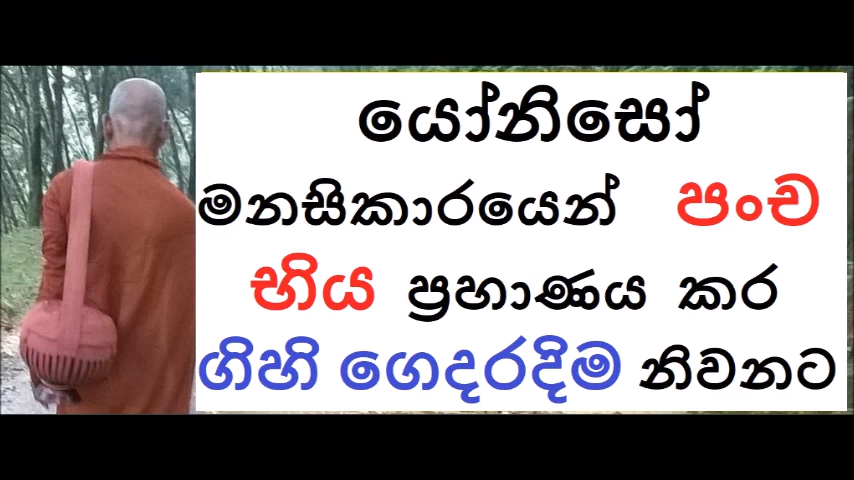 යෝනිසෝ
මනසිකාරයෙන් පංච
භිය ප්‍රහාණය කර
ගිහි ගෙදරදිම නිවනට